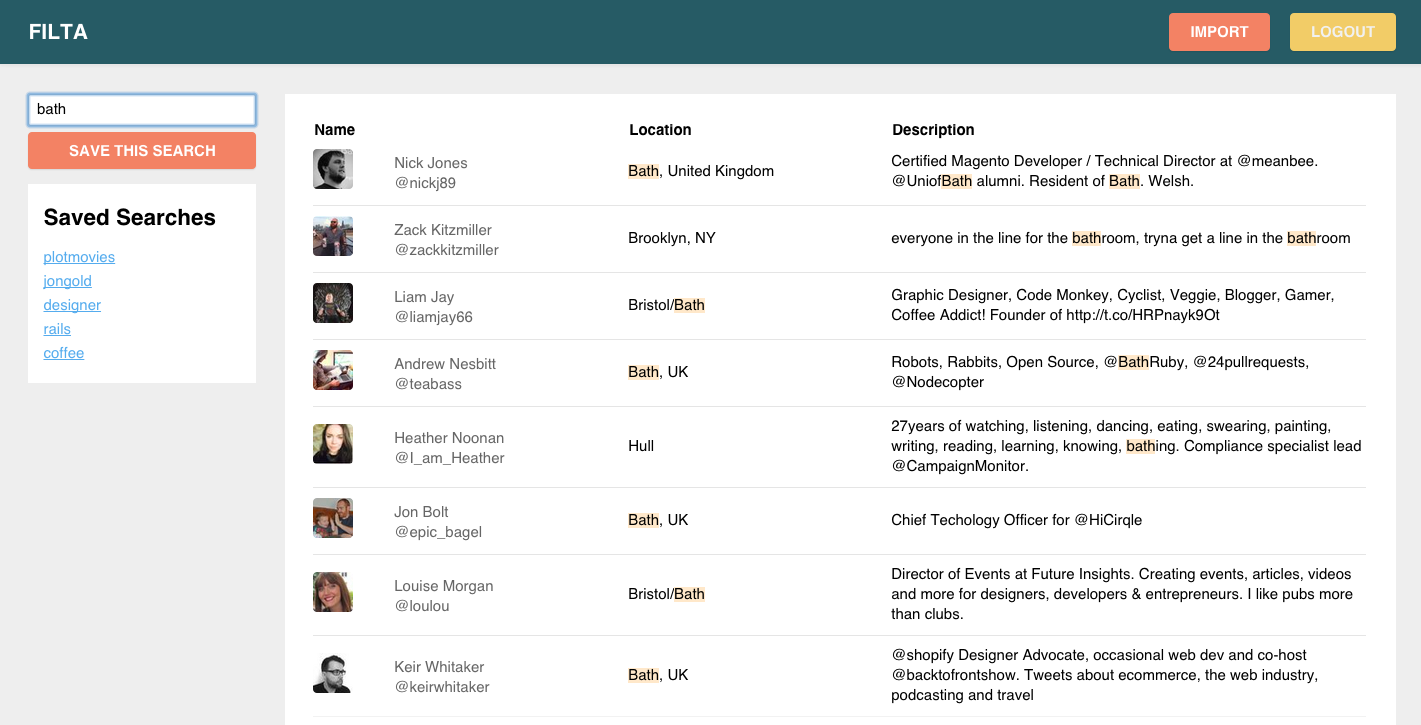 FILTA
IMPORT
LOGOUT
bath
SAVE THIS SEARCH
Saved Searches
plotmovies
jongold
designer
rails
coffee
Name Location Description
Nick Jones
@nickj89
Bath, United Kingdom
Certified Magento Developer / Technical Director at @meanbee.
@UniofBath alumni. Resident of Bath. Welsh.
Zack Kitzmiller
@zackkitzmiller
Brooklyn, NY
everyone in the line for the bathroom, tryna get a line in the bathroom
Liam Jay
@liamjay66
Bristol/Bath
Graphic Designer, Code Monkey, Cyclist, Veggie, Blogger, Gamer,
Coffee Addict! Founder of http://t.co/HRPnayk9Ot
Andrew Nesbitt
@teabass
Bath, UK
Robots, Rabbits, Open Source, @BathRuby, @24pullrequests,
@Nodecopter
Heather Noonan
@I_am_Heather
Hull
27years of watching, listening, dancing, eating, swearing, painting,
writing, reading, learning, knowing, bathing. Compliance specialist lead
@CampaignMonitor.
Jon Bolt
@epic_bagel
Bath, UK
Chief Techology Officer for @HiCirqle
Louise Morgan
@loulou
Bristol/Bath
Director of Events at Future Insights. Creating events, articles, videos
and more for designers, developers & entrepreneurs. I like pubs more
than clubs.
Keir Whitaker
@keirwhitaker
Bath, UK
@shopify Designer Advocate, occasional web dev and co-host
@backtofrontshow. Tweets about ecommerce, the web industry,
podcasting and travel